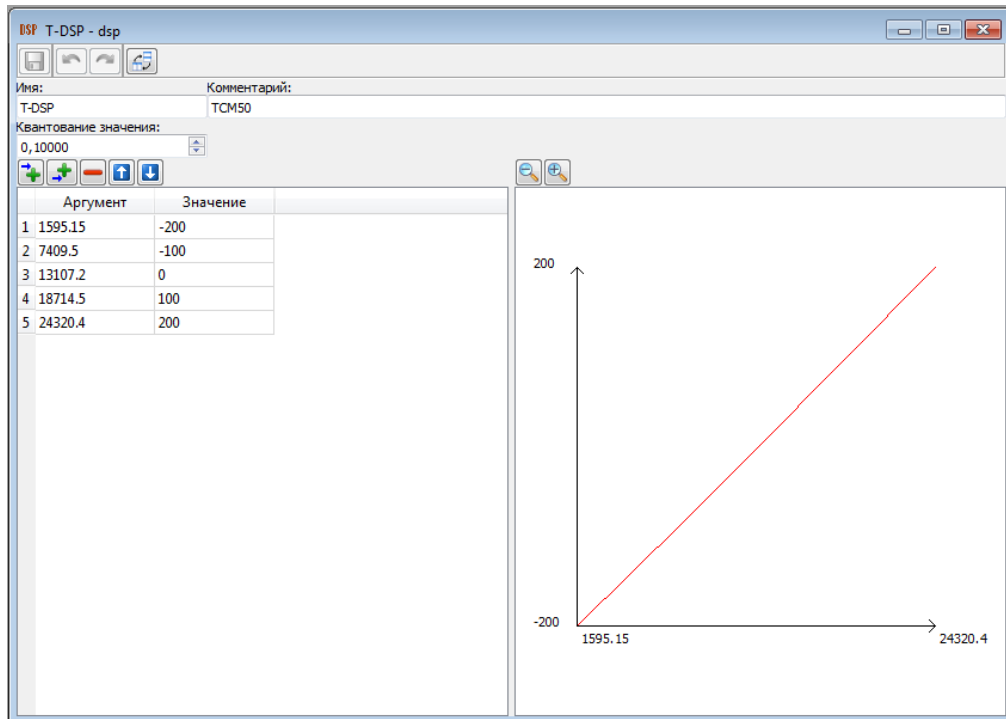 DSP T-DSP - dsp
Имя: Комментарий:
T-DSP TCM50
Квантование значения:
0,10000
Аргумент Значение
1 1595.15 -200
2 7409.5 -100
3 13107.2 0
4 18714.5 100
5 24320.4 200
200
-200
1595.15 24320.4